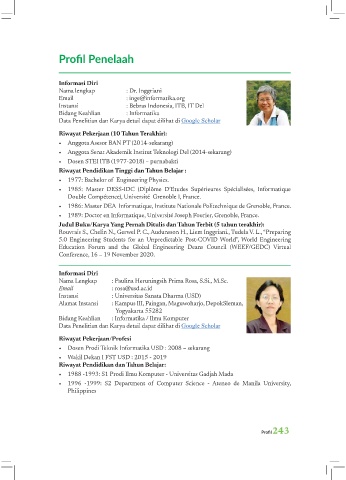 Profil Penelaah
Informasi Diri
Nama lengkap : Dr. Inggriani
Email : inge@informatika.org
Instansi : Bebras Indonesia, ITB, IT Del
Bidang Keahlian : Informatika
Data Penelitian dan Karya detail dapat dilihat di Google Scholar
Riwayat Pekerjaan (10 Tahun Terakhir):
• Anggota Asesor BAN PT (2014-sekarang)
• Anggota Senat Akademik Institut Teknologi Del (2014-sekarang)
• Dosen STEI ITB (1977-2018) – purnabakti
Riwayat Pendidikan Tinggi dan Tahun Belajar :
• 1977: Bachelor of Engineering Physics.
• 1985: Master DESS-IDC (Diplôme D'Etudes Supérieures Spécialisées, Informatique
Double Compétence), Université Grenoble I, France.
• 1986: Master DEA Informatique, Institute Nationale Politechnique de Grenoble, France.
• 1989: Doctor en Informatique, Université Joseph Fourier, Grenoble, France.
Judul Buku/Karya Yang Pernah Ditulis dan Tahun Terbit (5 tahun terakhir):
Rouvrais S., Chelin N., Gerwel P. C, Audunsson H., Liem Inggriani., Tudela V. L., "Preparing
5.0 Engineering Students for an Unpredictable Post-COVID World", World Engineering
Education Forum and the Global Engineering Deans Council (WEEF/GEDC) Virtual
Conference, 16 – 19 November 2020.
Informasi Diri
Nama Lengkap : Paulina Heruningsih Prima Rosa, S.Si., M.Sc.
Email : rosa@usd.ac.id
Instansi : Universitas Sanata Dharma (USD)
Alamat Instansi : Kampus III, Paingan, Maguwoharjo, Depok Sleman,
Yogyakarta 55282
Bidang Keahlian : Informatika / Ilmu Komputer
Data Penelitian dan Karya detail dapat dilihat di Google Scholar
Riwayat Pekerjaan/Profesi
• Dosen Prodi Teknik Informatika USD : 2008 – sekarang
• Wakil Dekan I FST USD : 2015 - 2019
Riwayat Pendidikan dan Tahun Belajar:
• 1988 -1993: S1 Prodi Ilmu Komputer - Universitas Gadjah Mada
• 1996 -1999: S2 Department of Computer Science - Ateneo de Manila University,
Philippines
Profil 243